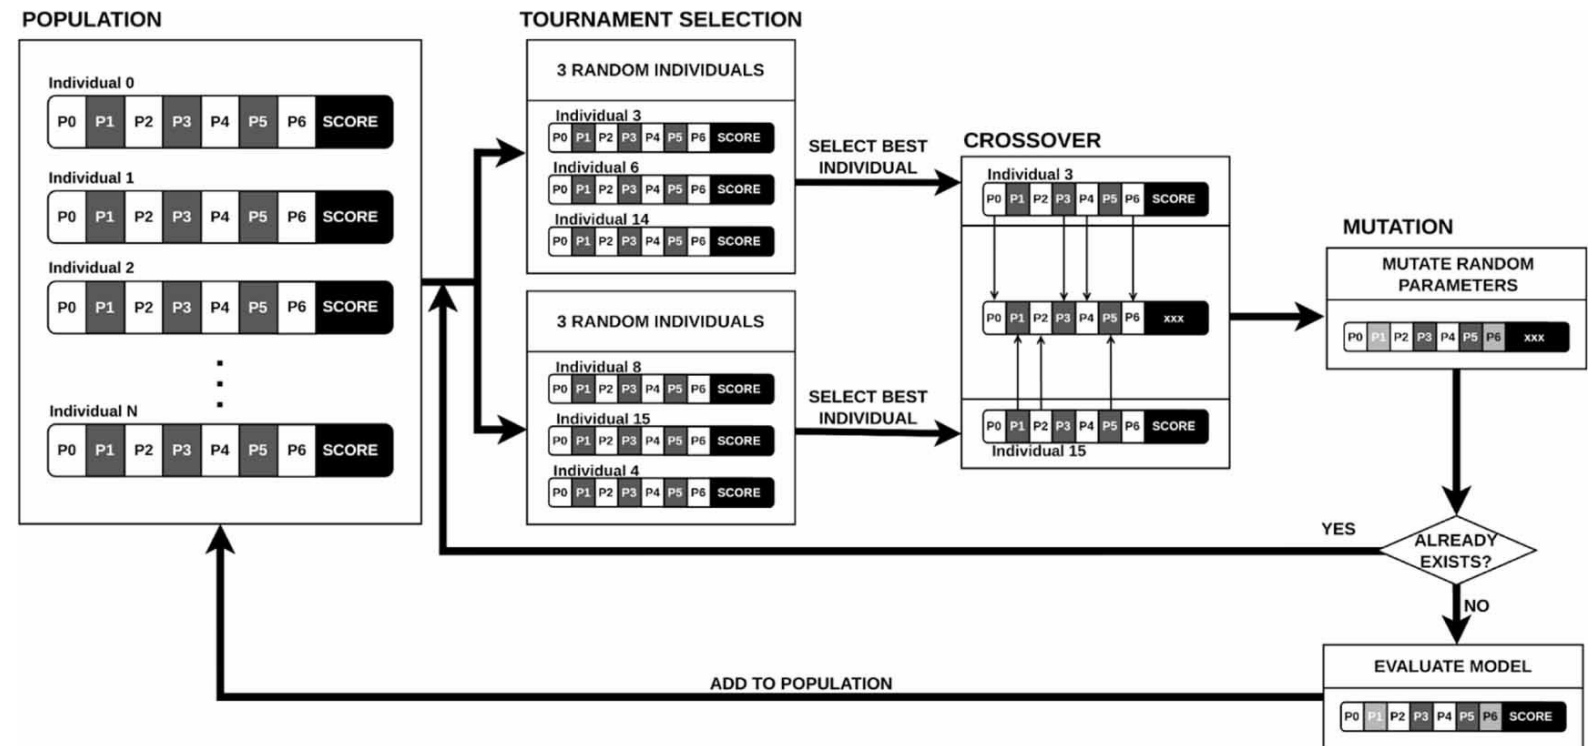 POPULATION
Individual 0
P0 P1 P2 P3 P4 P5 P6 SCORE
Individual 1
P0 P1 P2 P3 P4 P5 P6 SCORE
Individual 2
P0 P1 P2 P3 P4 P5 P6 SCORE
Individual N
P0 P1 P2 P3 P4 P5 P6 SCORE
TOURNAMENT SELECTION
3 RANDOM INDIVIDUALS
Individual 3
P0 P1 P2 P3 P4 P5 P6 SCORE
Individual 6
P0 P1 P2 P3 P4 P5 P6 SCORE
Individual 14
P0 P1 P2 P3 P4 P5 P6 SCORE
3 RANDOM INDIVIDUALS
Individual 8
P0 P1 P2 P3 P4 P5 P6 SCORE
Individual 15
P0 P1 P2 P3 P4 P5 P6 SCORE
Individual 4
P0 P1 P2 P3 P4 P5 P6 SCORE
SELECT BEST
INDIVIDUAL
SELECT BEST
INDIVIDUAL
CROSSOVER
Individual 3
P0 P1 P2 P3 P4 P5 P6 SCORE
P0 P1 P2 P3 P4 P5 P6 xxx
P0 P1 P2 P3 P4 P5 P6 SCORE
Individual 15
MUTATION
MUTATE RANDOM
PARAMETERS
P0 P1 P2 P3 P4 P5 P6 xxx
YES
ALREADY
EXISTS?
NO
EVALUATE MODEL
P0 P1 P2 P3 P4 P5 P6 SCORE
ADD TO POPULATION